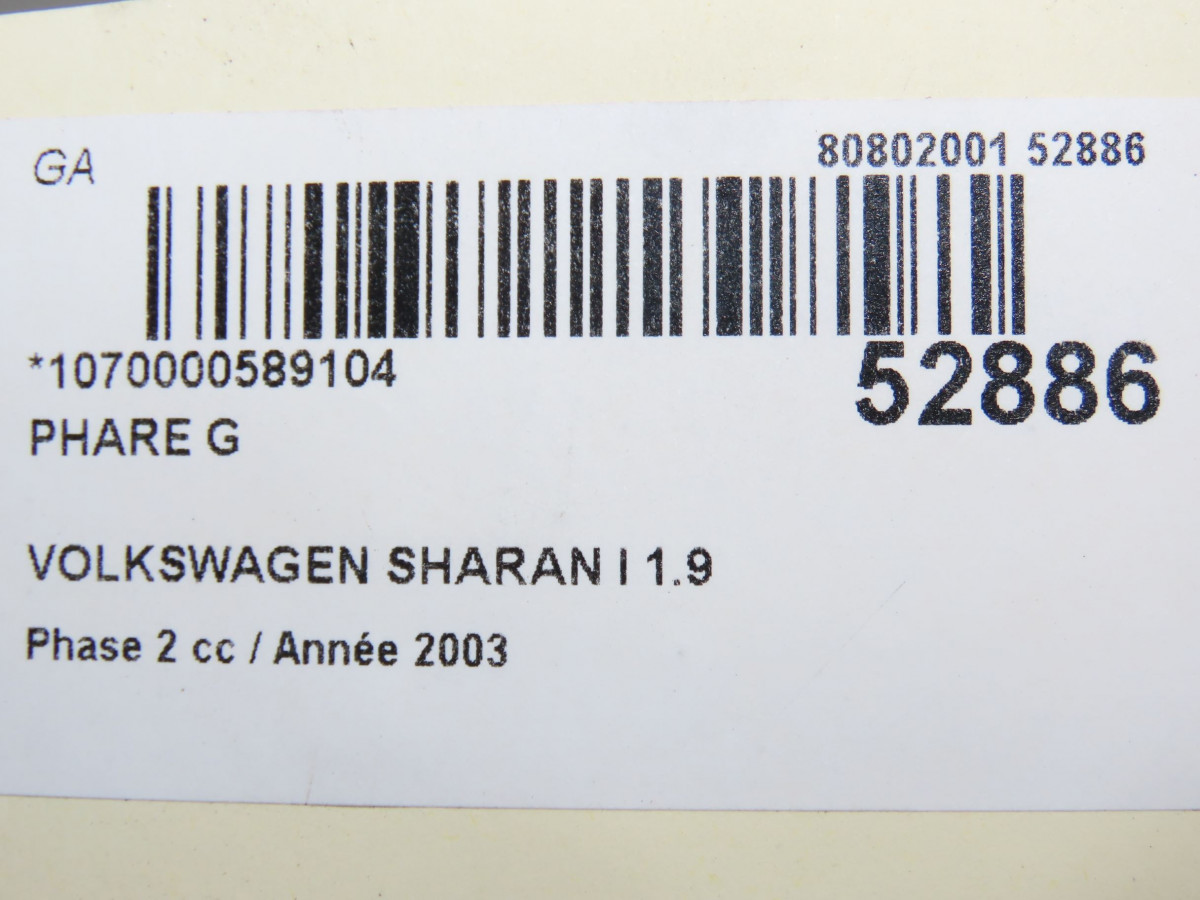 GA
80802001 52886
*1070000589104
52886
PHARE G
VOLKSWAGEN SHARAN I 1.9
Phase 2 cc / Année 2003